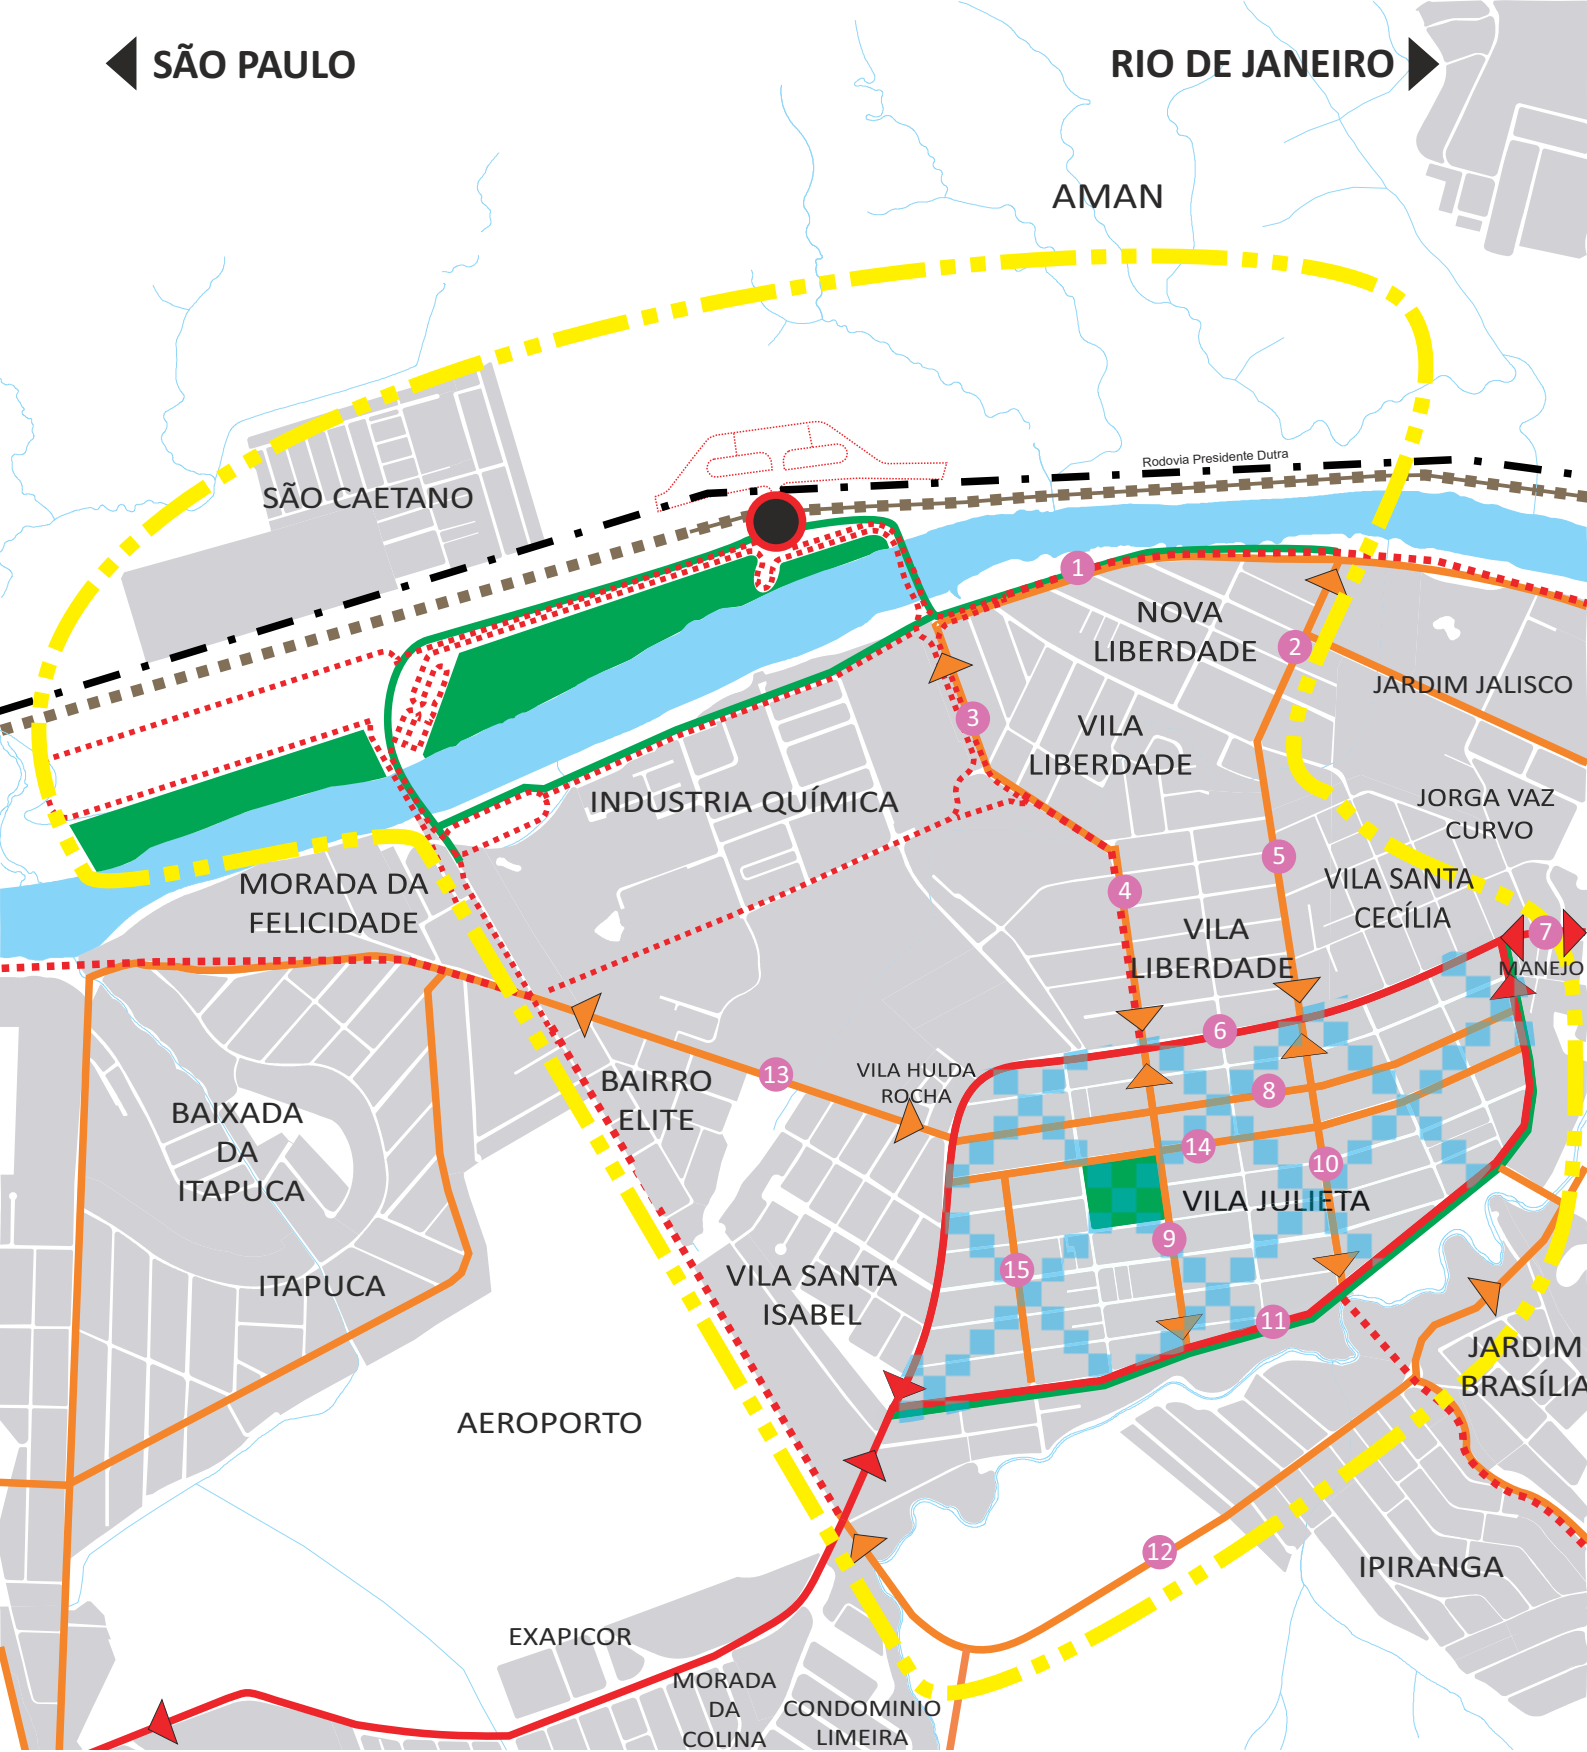 SÃO PAULO
RIO DE JANEIRO
AMAN
Rodovia Presidente Dutra
SÃO CAETANO
1
NOVA
LIBERDADE
2
JARDIM JALISCO
3
VILA
LIBERDADE
INDUSTRIA QUÍMICA
JORGA VAZ
CURVO
5
4
VILA SANTA
CECÍLIA
MORADA DA
FELICIDADE
VILA
LIBERDADE
7
MANEJO
6
13
VILA HULDA
ROCHA
8
BAIRRO
ELITE
BAIXADA
DA
ITAPUCA
14
10
VILA JULIETA
9
15
VILA SANTA
ISABEL
ITAPUCA
11
JARDIM
BRASÍLIA
AEROPORTO
12
IPIRANGA
EXAPICOR
MORADA
DA
COLINA
CONDOMINIO
LIMEIRA